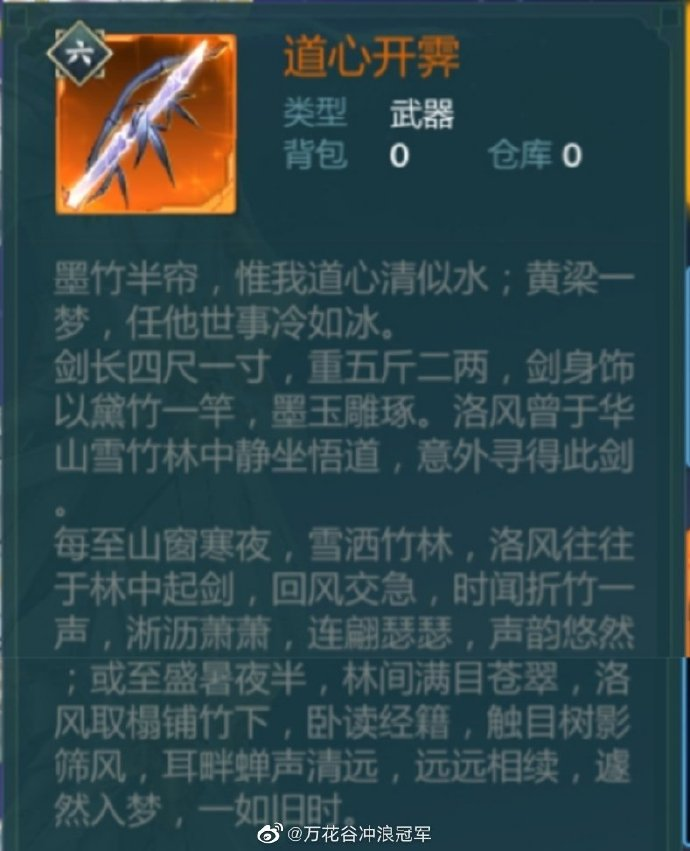 六
道心开霁
类型 武器
背包 0 仓库 0
墨竹半帘，惟我道心清似水；黄梁一
梦，任他世事冷如冰。
剑长四尺一寸，重五斤二两，剑身饰
以黛竹一竿，墨玉雕琢。洛风曾于华
山雪竹林中静坐悟道，意外寻得此剑
。
每至山窗寒夜，雪洒竹林，洛风往往
于林中起剑，回风交急，时闻折竹一
声，淅沥萧萧，连翩瑟瑟，声韵悠然
；或至盛暑夜半，林间满目苍翠，洛
风取榻铺竹下，卧读经籍，触目树影
筛风，耳畔蝉声清远，远远相续，遽
然入梦，一如旧时。
@万花谷冲浪冠军